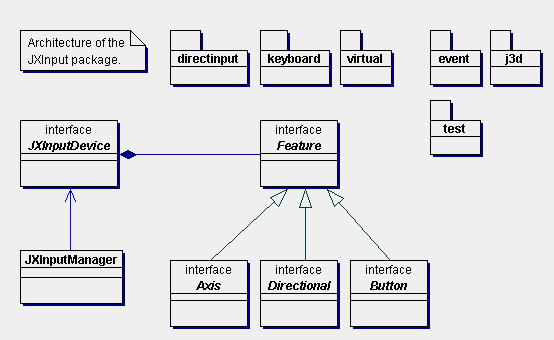 Architecture of the
JXInput package.
directinput
keyboard
virtual
event
j3d
test
interface
JXInputDevice
interface
Feature
JXInputManager
interface
Axis
interface
Directional
interface
Button